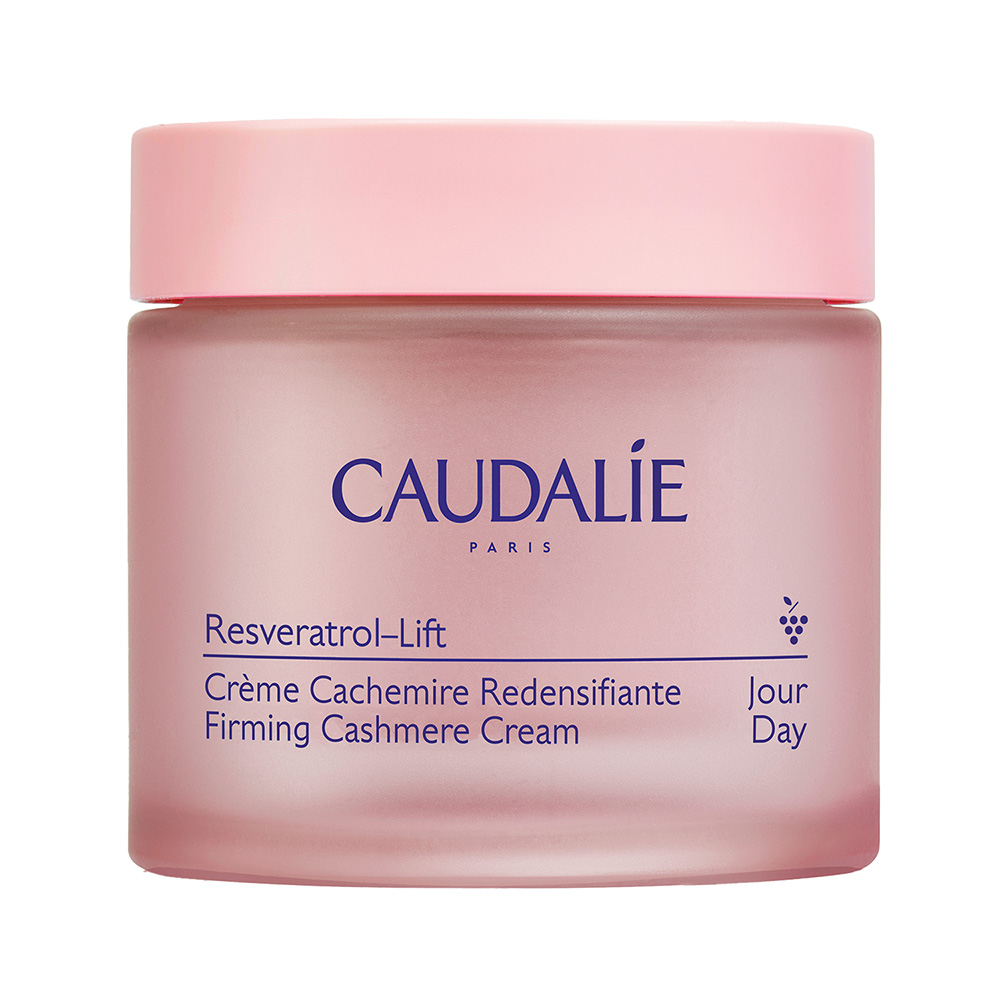 CAUDALÍE
PARIS
Resveratrol–Lift
Crème Cachemire Redensifiante Jour
Firming Cashmere Cream Day